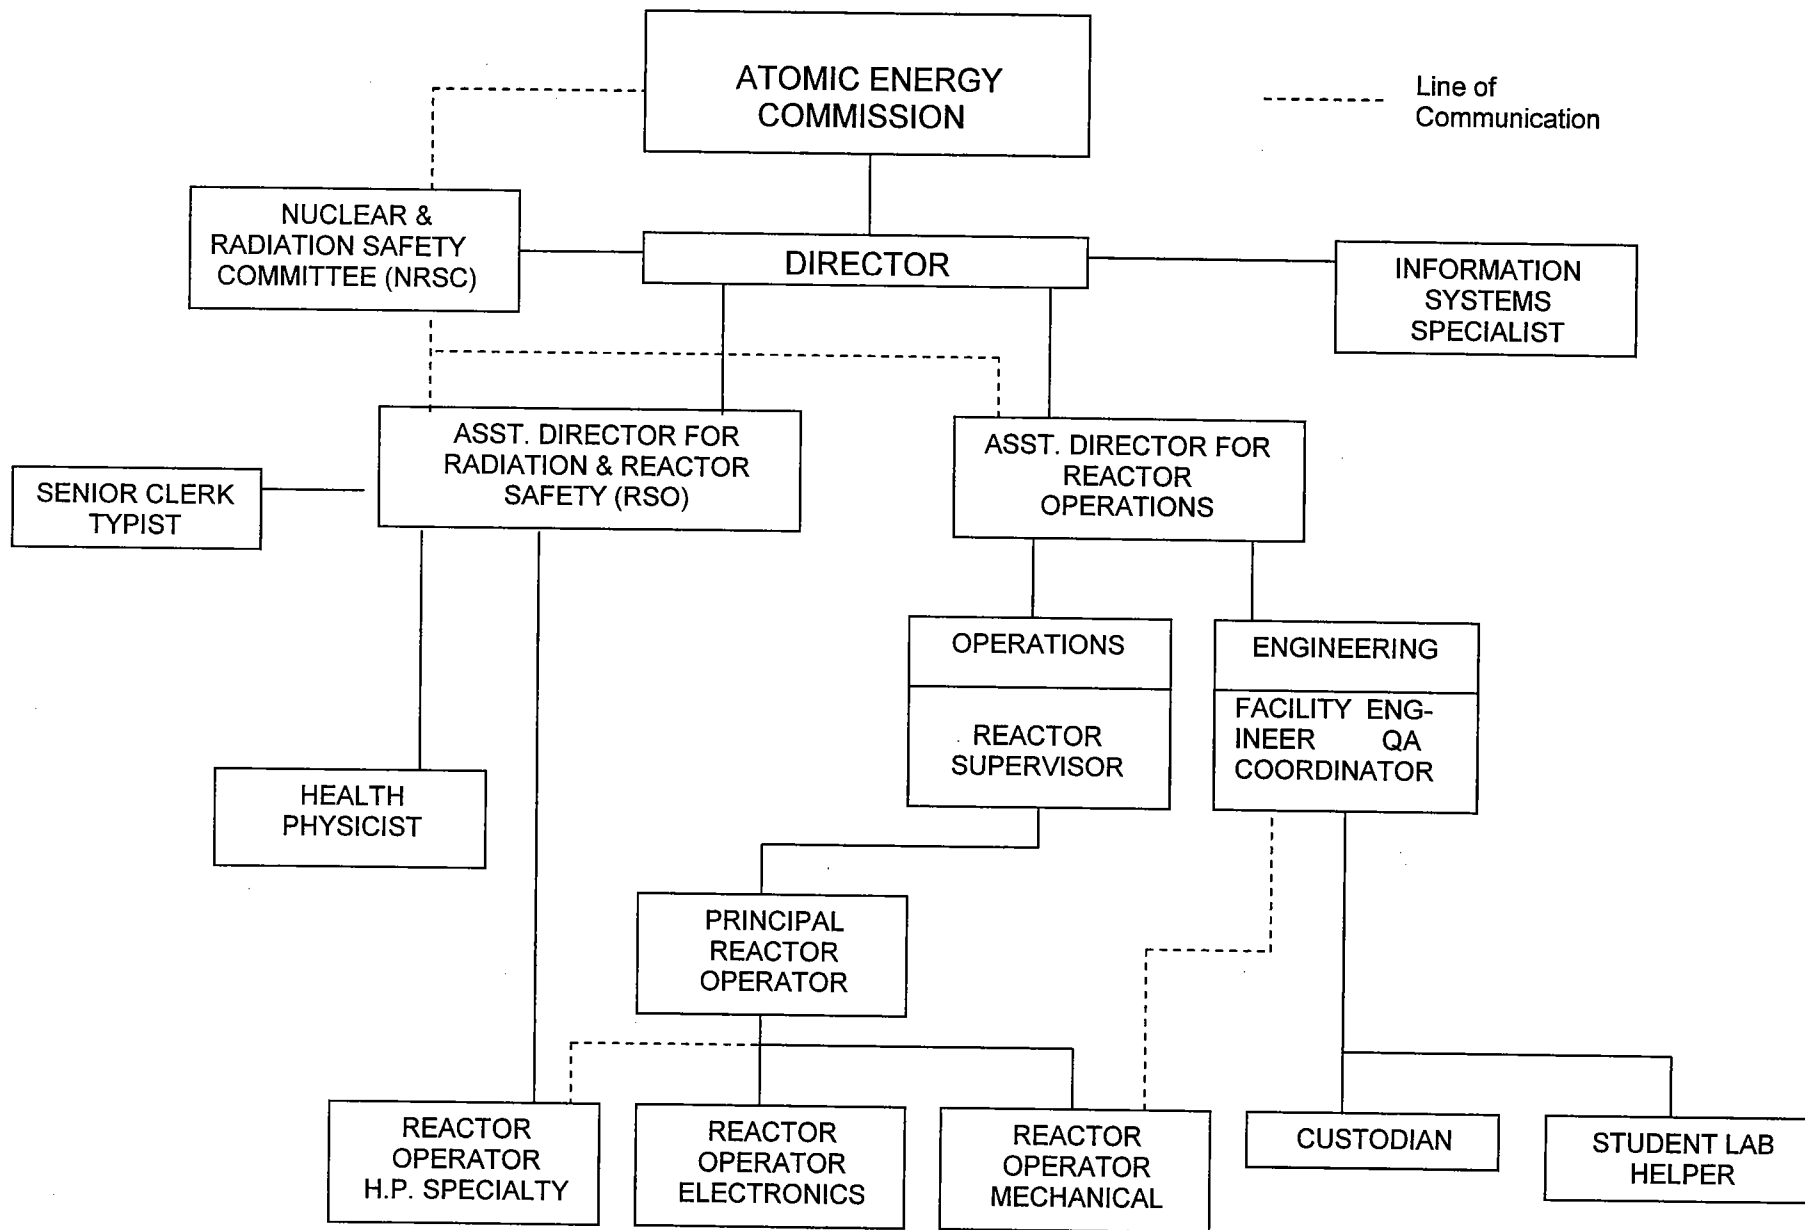 ATOMIC ENERGY
COMMISSION
Line of
Communication
NUCLEAR &
RADIATION SAFETY
COMMITTEE (NRSC)
DIRECTOR
INFORMATION
SYSTEMS
SPECIALIST
ASST. DIRECTOR FOR
RADIATION & REACTOR
SAFETY (RSO)
ASST. DIRECTOR FOR
REACTOR
OPERATIONS
SENIOR CLERK
TYPIST
OPERATIONS
REACTOR
SUPERVISOR
ENGINEERING
FACILITY ENG-
INEER QA
COORDINATOR
HEALTH
PHYSICIST
PRINCIPAL
REACTOR
OPERATOR
REACTOR
OPERATOR
H.P. SPECIALTY
REACTOR
OPERATOR
ELECTRONICS
REACTOR
OPERATOR
MECHANICAL
CUSTODIAN
STUDENT LAB
HELPER